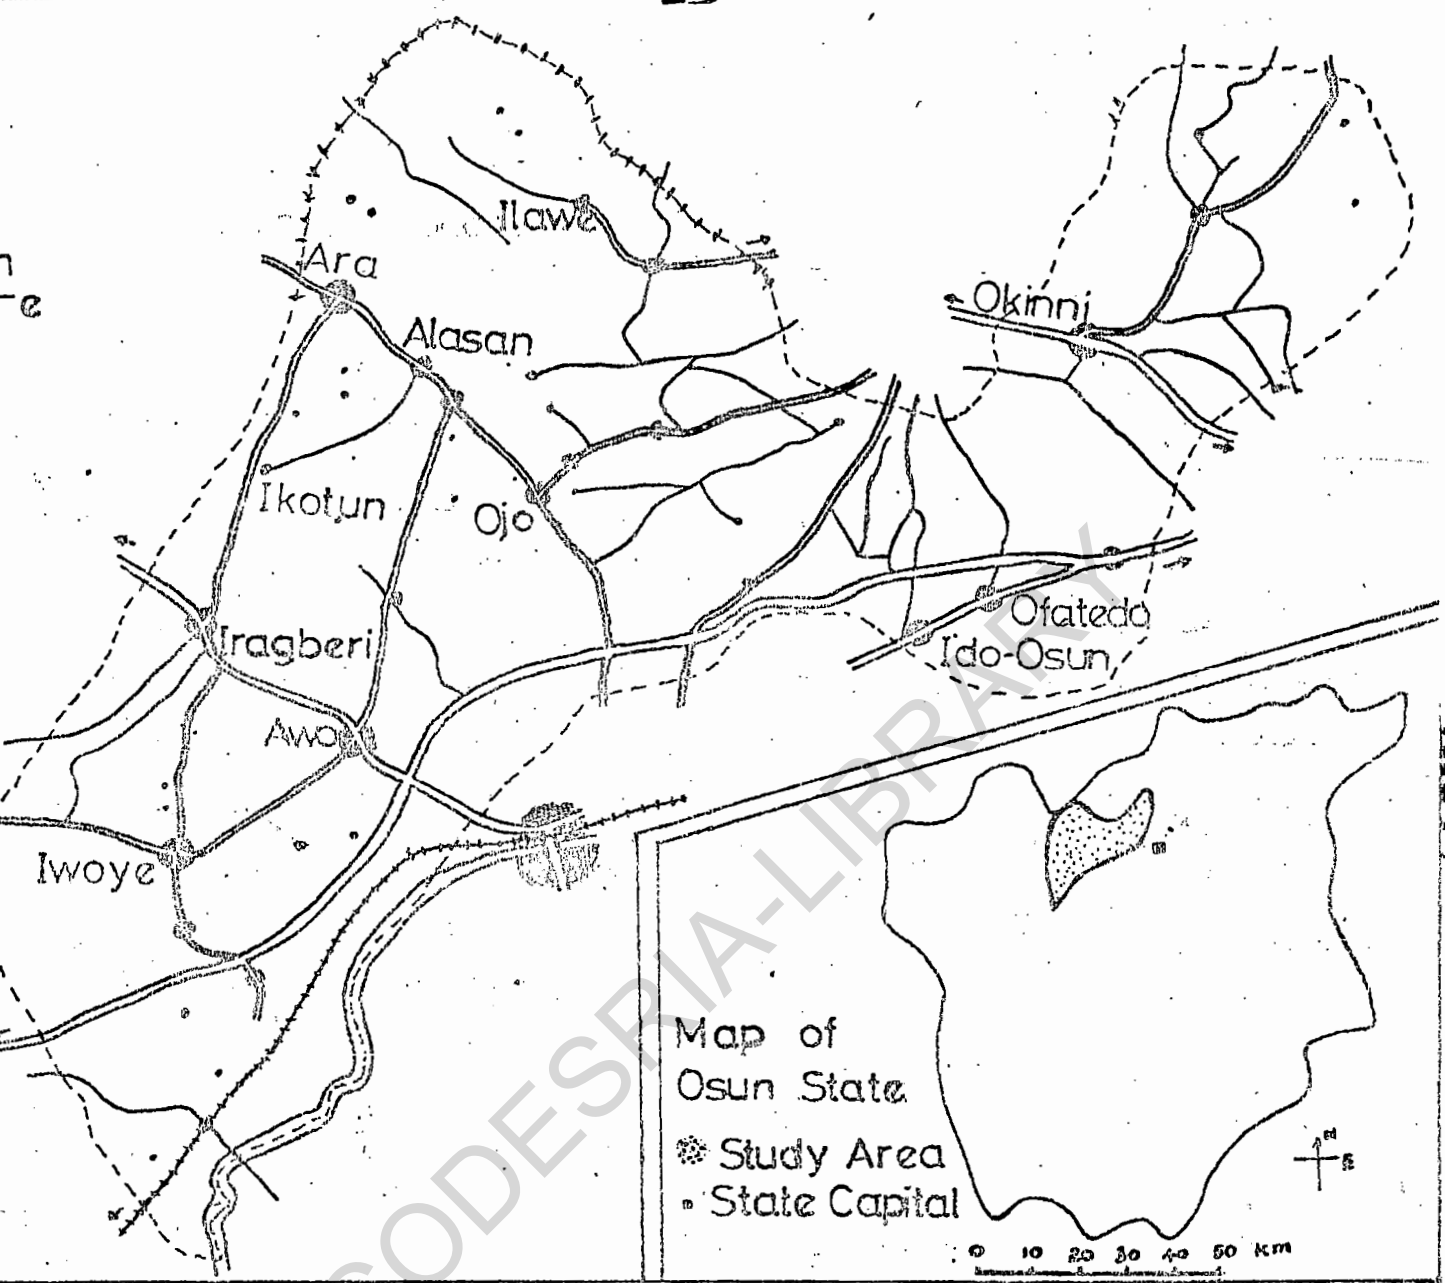 Ilawe
Ara
Okinni
Alasan
Ikotun
Ojo
Ofatedo
Iragberi
Ido-Osun
Awo
Iwoye
Map of
Osun State
Study Area
State Capital
0 10 20 30 40 50 km
CODESRIA-LIBRARY